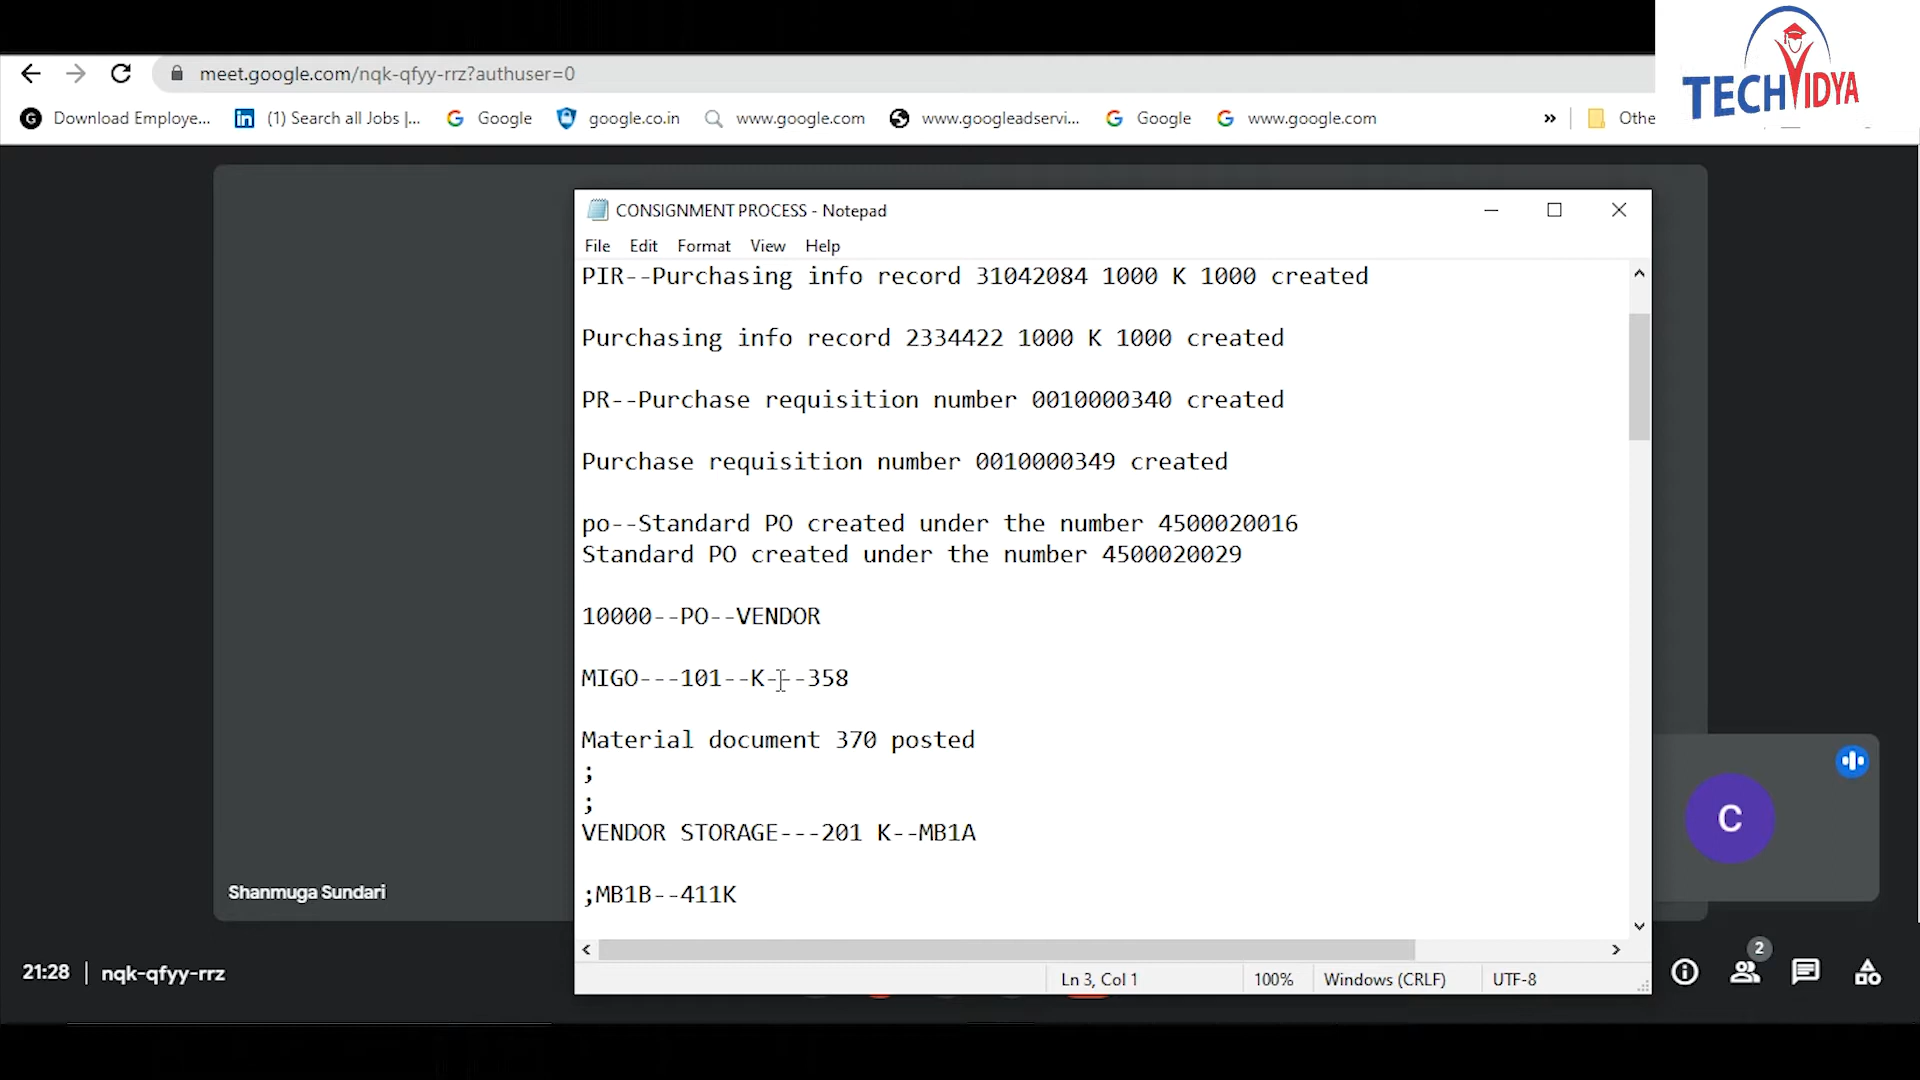 TECHVIDYA
meet.google.com/nqk-qfyy-rrz?authuser=0
Download Employe...
(1) Search all Jobs |...
Google
google.co.in
www.google.com
www.googleadservi...
Google
www.google.com
»
Othe
CONSIGNMENT PROCESS - Notepad
File Edit Format View Help
PIR--Purchasing info record 31042084 1000 K 1000 created
Purchasing info record 2334422 1000 K 1000 created
PR--Purchase requisition number 0010000340 created
Purchase requisition number 0010000349 created
po--Standard PO created under the number 4500020016
Standard PO created under the number 4500020029
10000--PO--VENDOR
MIGO---101--K---358
Material document 370 posted
;
;
VENDOR STORAGE---201 K--MB1A
;MB1B--411K
Ln 3, Col 1
100%
Windows (CRLF)
UTF-8
Shanmuga Sundari
C
21:28 | nqk-qfyy-rrz
2